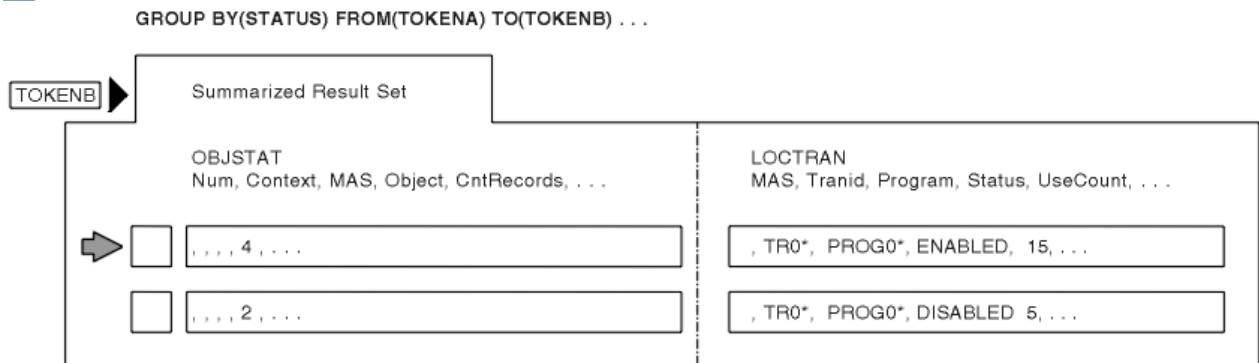 GROUP BY(STATUS) FROM(TOKENA) TO(TOKENB) . . .
TOKENB
Summarized Result Set
OBJSTAT
Num, Context, MAS, Object, CntRecords, . . .
LOCTRAN
MAS, Tranid, Program, Status, UseCount, . . .
, , , , 4 , . . .
, TR0*, PROG0*, ENABLED, 15, . . .
, , , , 2 , . . .
, TR0*, PROG0*, DISABLED 5, . . .